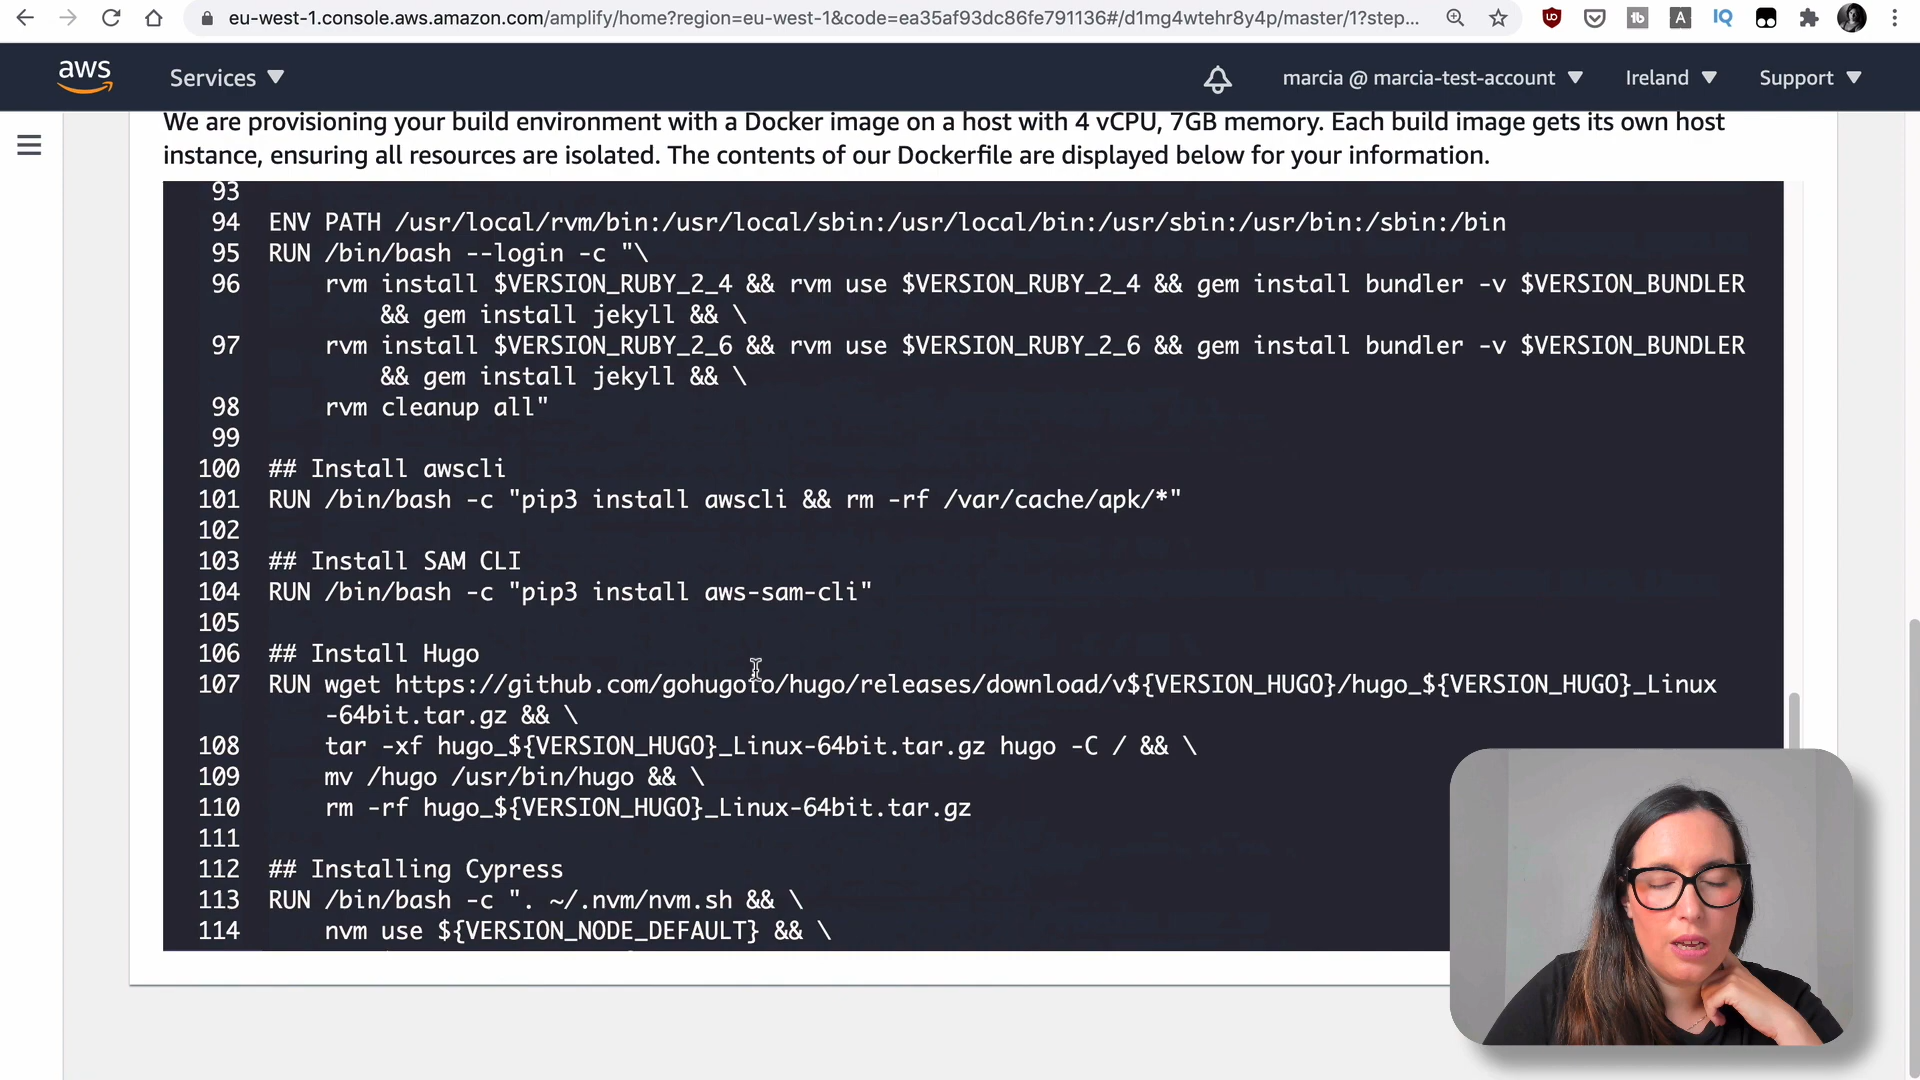 eu-west-1.console.aws.amazon.com/amplify/home?region=eu-west-1&code=ea35af93dc86fe791136#/d1mg4wtehr8y4p/master/1?step...
aws Services marcia @ marcia-test-account Ireland Support
We are provisioning your build environment with a Docker image on a host with 4 vCPU, 7GB memory. Each build image gets its own host
instance, ensuring all resources are isolated. The contents of our Dockerfile are displayed below for your information.
93
94 ENV PATH /usr/local/rvm/bin:/usr/local/sbin:/usr/local/bin:/usr/sbin:/usr/bin:/sbin:/bin
95 RUN /bin/bash --login -c "\
96 rvm install $VERSION_RUBY_2_4 && rvm use $VERSION_RUBY_2_4 && gem install bundler -v $VERSION_BUNDLER
&& gem install jekyll && \
97 rvm install $VERSION_RUBY_2_6 && rvm use $VERSION_RUBY_2_6 && gem install bundler -v $VERSION_BUNDLER
&& gem install jekyll && \
98 rvm cleanup all"
99
100 ## Install awscli
101 RUN /bin/bash -c "pip3 install awscli && rm -rf /var/cache/apk/*"
102
103 ## Install SAM CLI
104 RUN /bin/bash -c "pip3 install aws-sam-cli"
105
106 ## Install Hugo
107 RUN wget https://github.com/gohugoio/hugo/releases/download/v${VERSION_HUGO}/hugo_${VERSION_HUGO}_Linux
-64bit.tar.gz && \
108 tar -xf hugo_${VERSION_HUGO}_Linux-64bit.tar.gz hugo -C / && \
109 mv /hugo /usr/bin/hugo && \
110 rm -rf hugo_${VERSION_HUGO}_Linux-64bit.tar.gz
111
112 ## Installing Cypress
113 RUN /bin/bash -c ". ~/.nvm/nvm.sh && \
114 nvm use ${VERSION_NODE_DEFAULT} && \